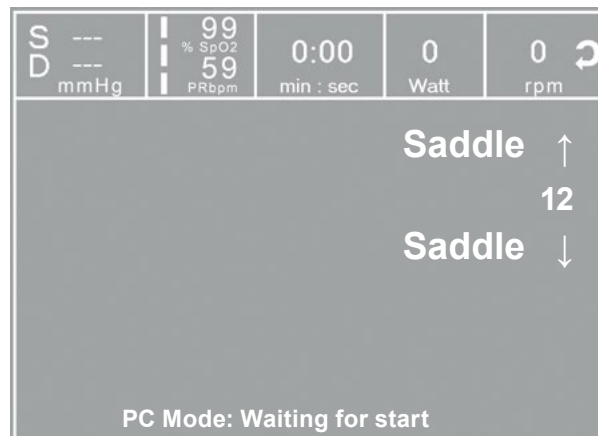 S ---
D ---
mmHg
99
% SpO2
59
PRbpm
0:00
min : sec
0
Watt
0
rpm
Saddle ↑
12
Saddle ↓
PC Mode: Waiting for start